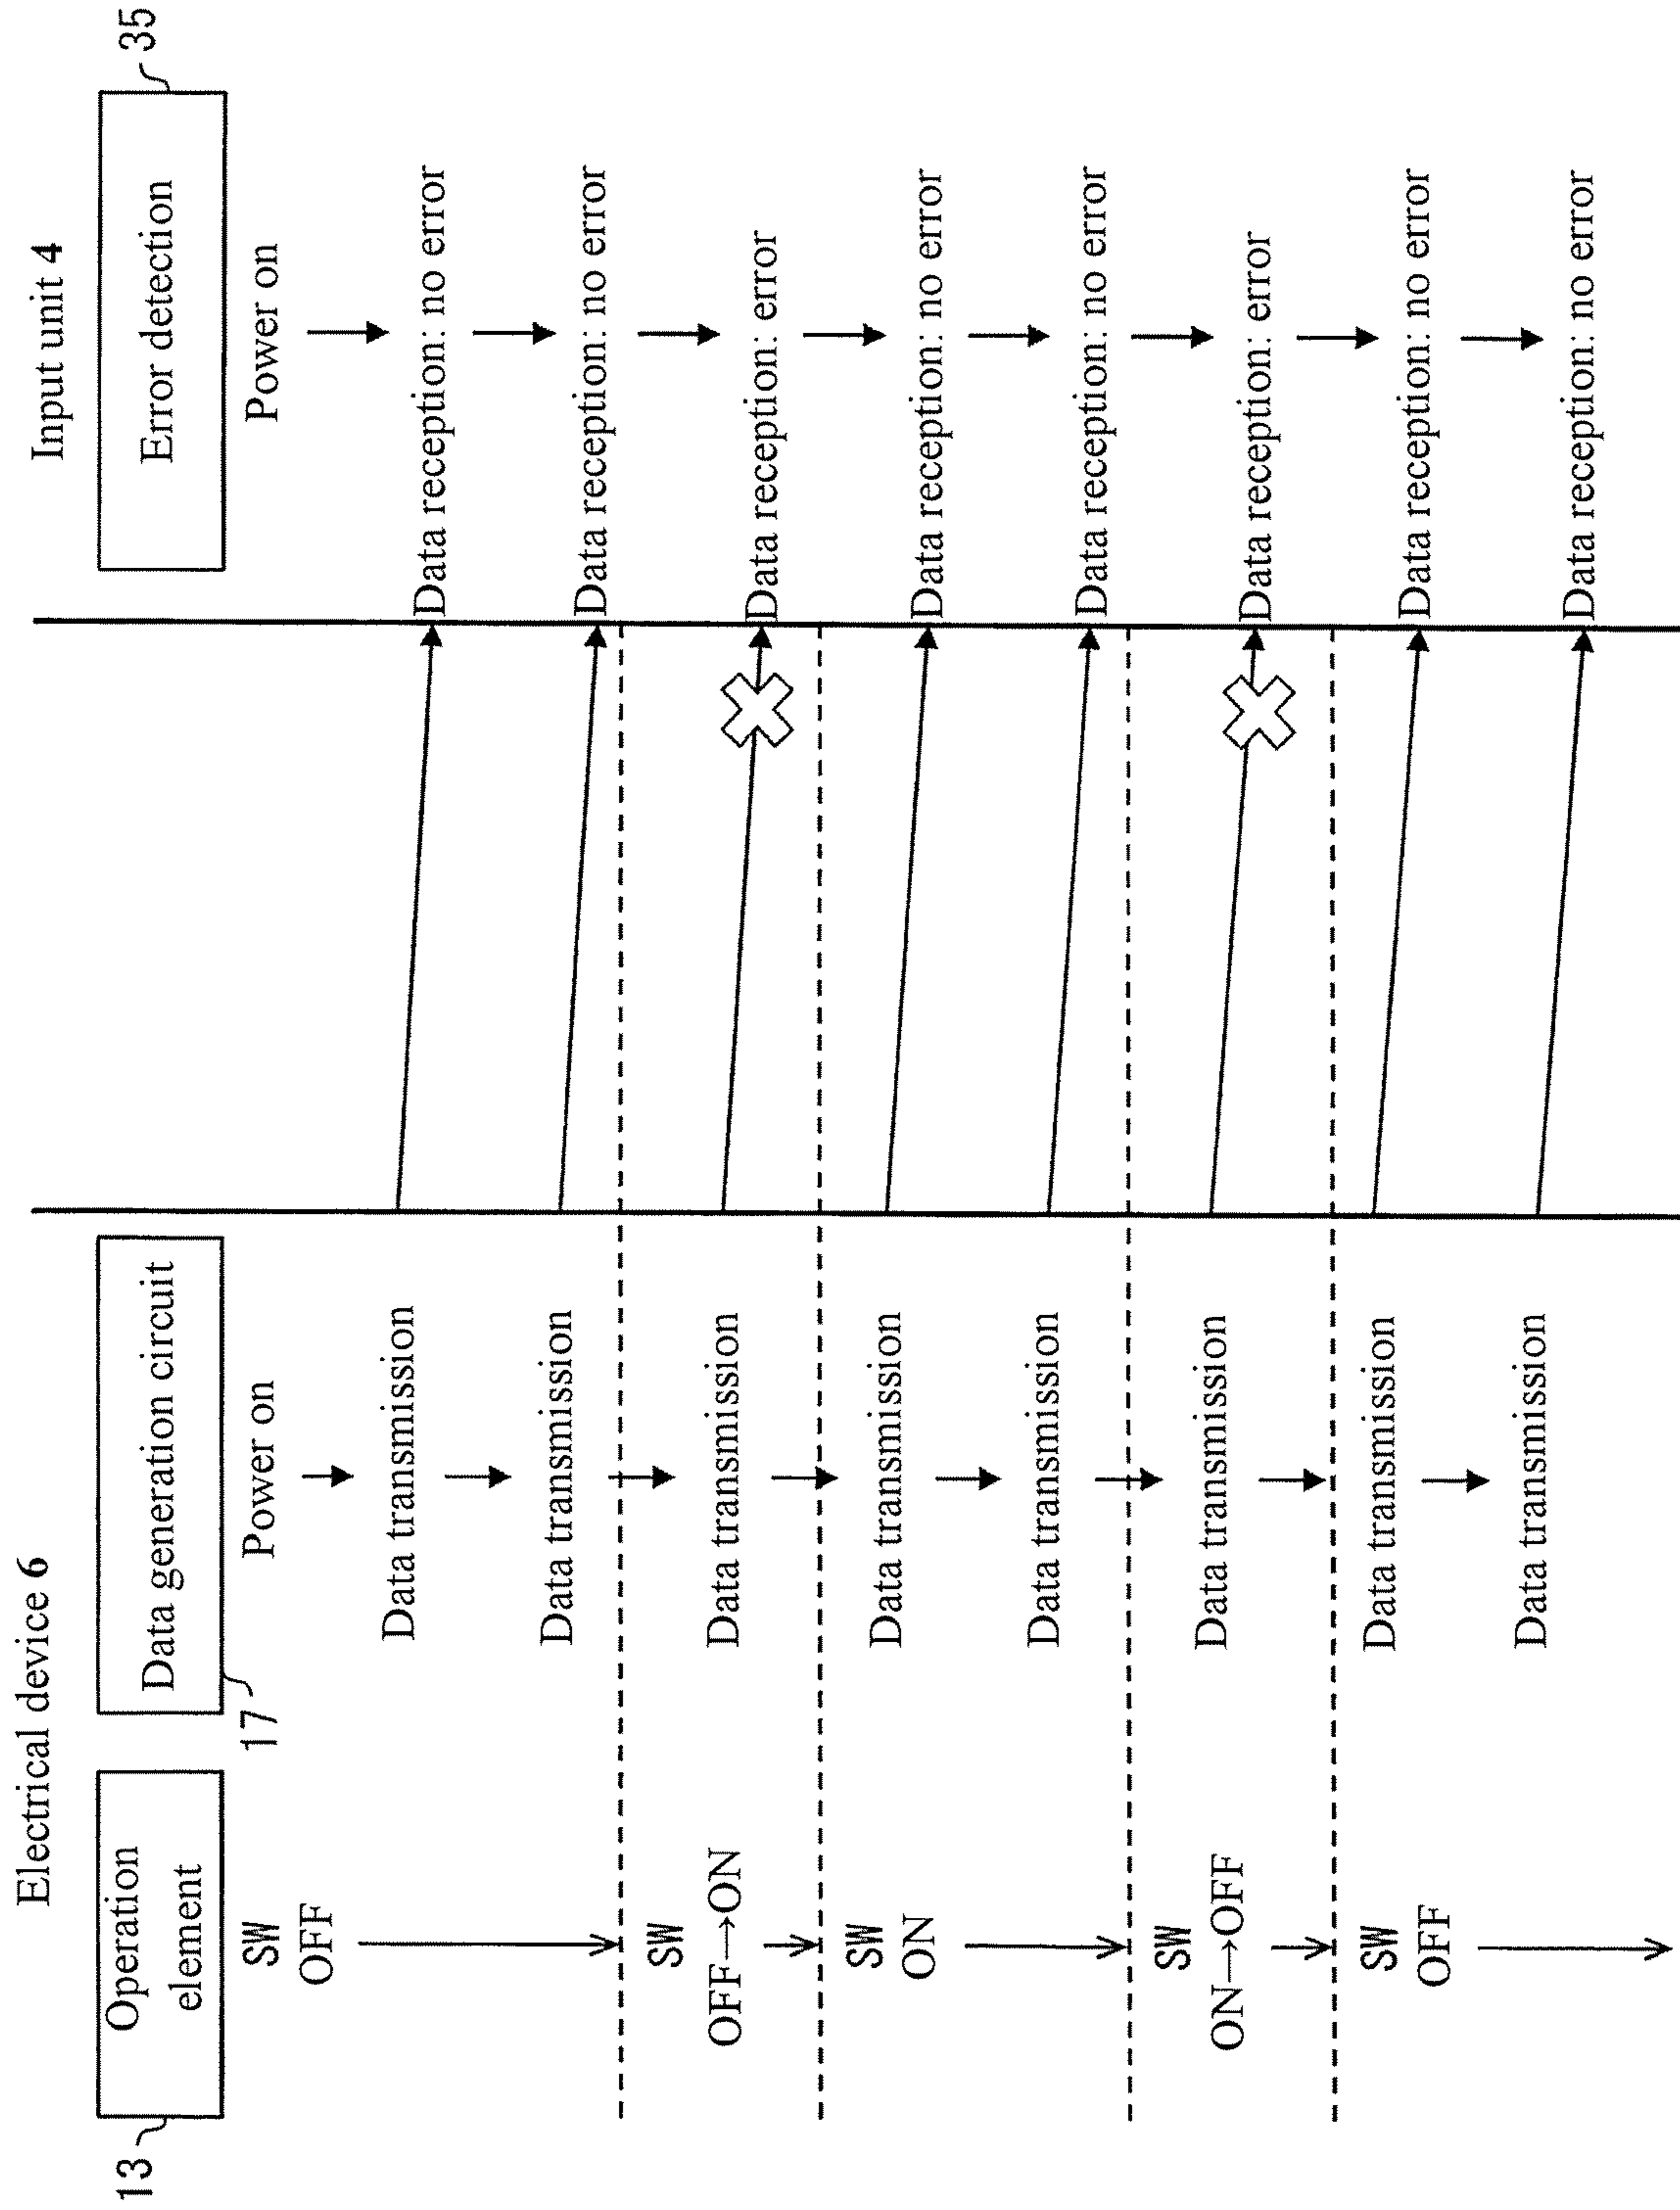 Electrical device 6
Input unit 4
13
Operation
element
17
Data generation circuit
35
Error detection
SW
OFF
Power on
Power on
Data transmission
Data reception: no error
Data transmission
Data reception: no error
SW
OFF→ON
Data transmission
Data reception: error
SW
ON
Data transmission
Data reception: no error
Data transmission
Data reception: no error
SW
ON→OFF
Data transmission
Data reception: error
SW
OFF
Data transmission
Data reception: no error
Data transmission
Data reception: no error